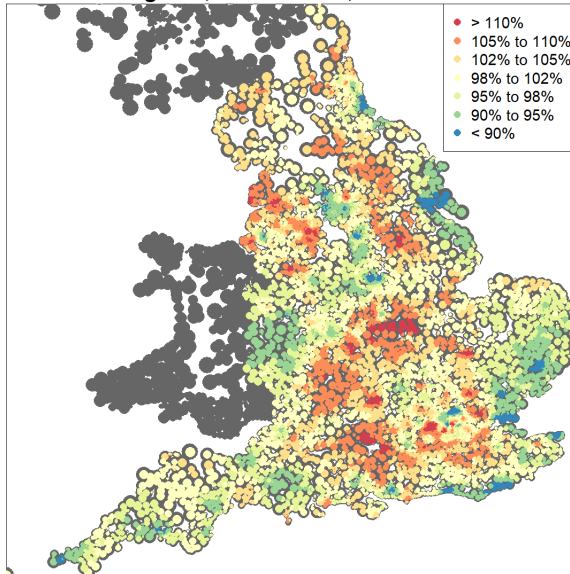 > 110%
105% to 110%
102% to 105%
98% to 102%
95% to 98%
90% to 95%
< 90%